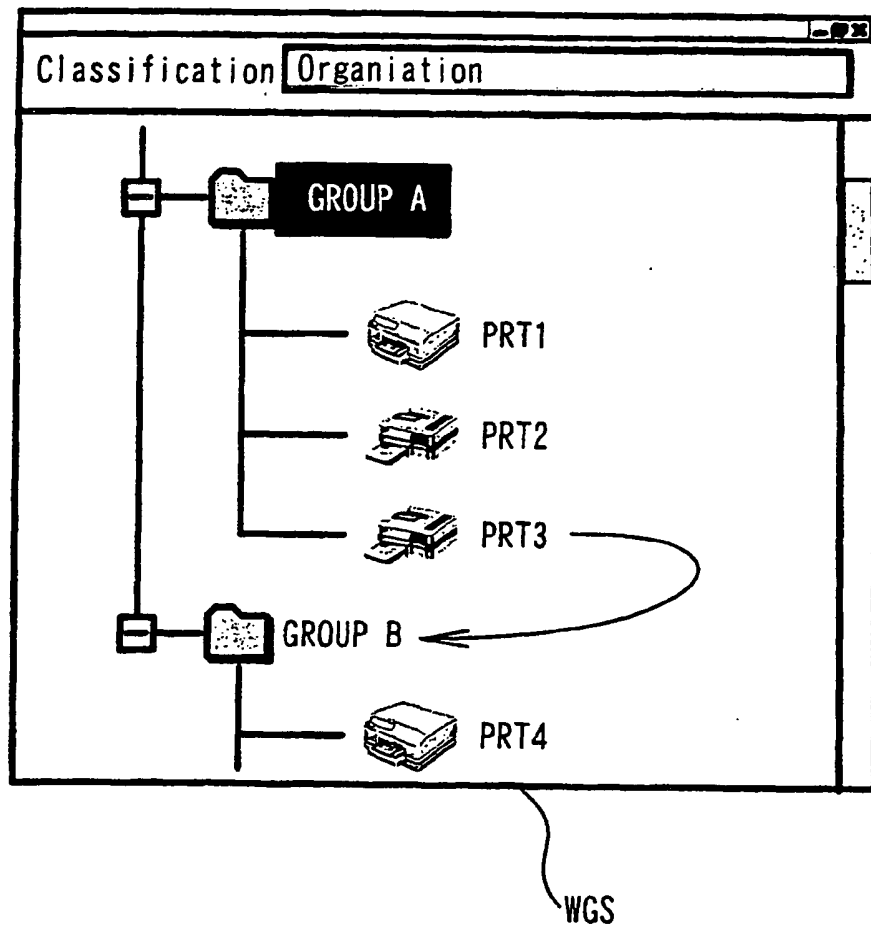 Classification Organiation
GROUP A
PRT1
PRT2
PRT3
GROUP B
PRT4
WGS